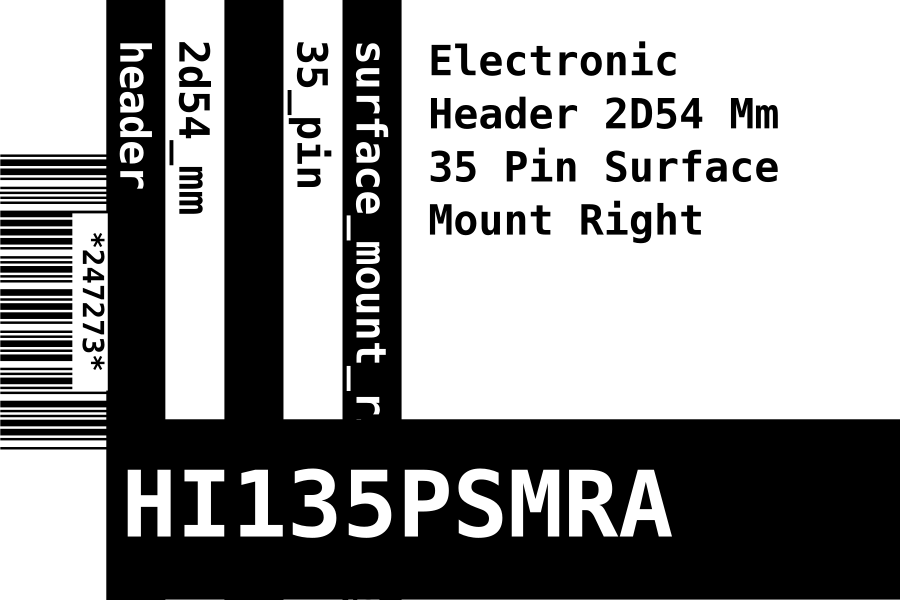 *247273*
header
2d54_mm
35_pin
surface_mount_r
Electronic
Header 2D54 Mm
35 Pin Surface
Mount Right
HI135PSMRA